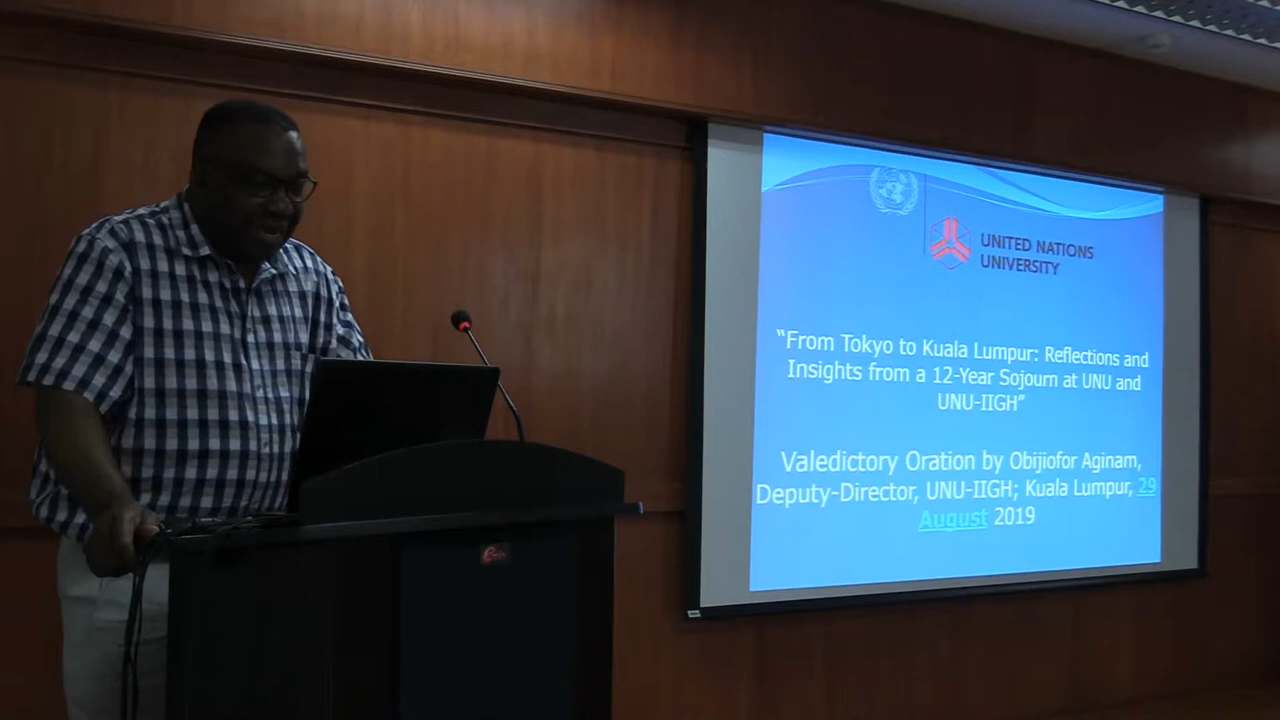 UNITED NATIONS
UNIVERSITY
“From Tokyo to Kuala Lumpur: Reflections and
Insights from a 12-Year Sojourn at UNU and
UNU-IIGH”
Valedictory Oration by Obijiofor Aginam,
Deputy-Director, UNU-IIGH; Kuala Lumpur, 29
August 2019